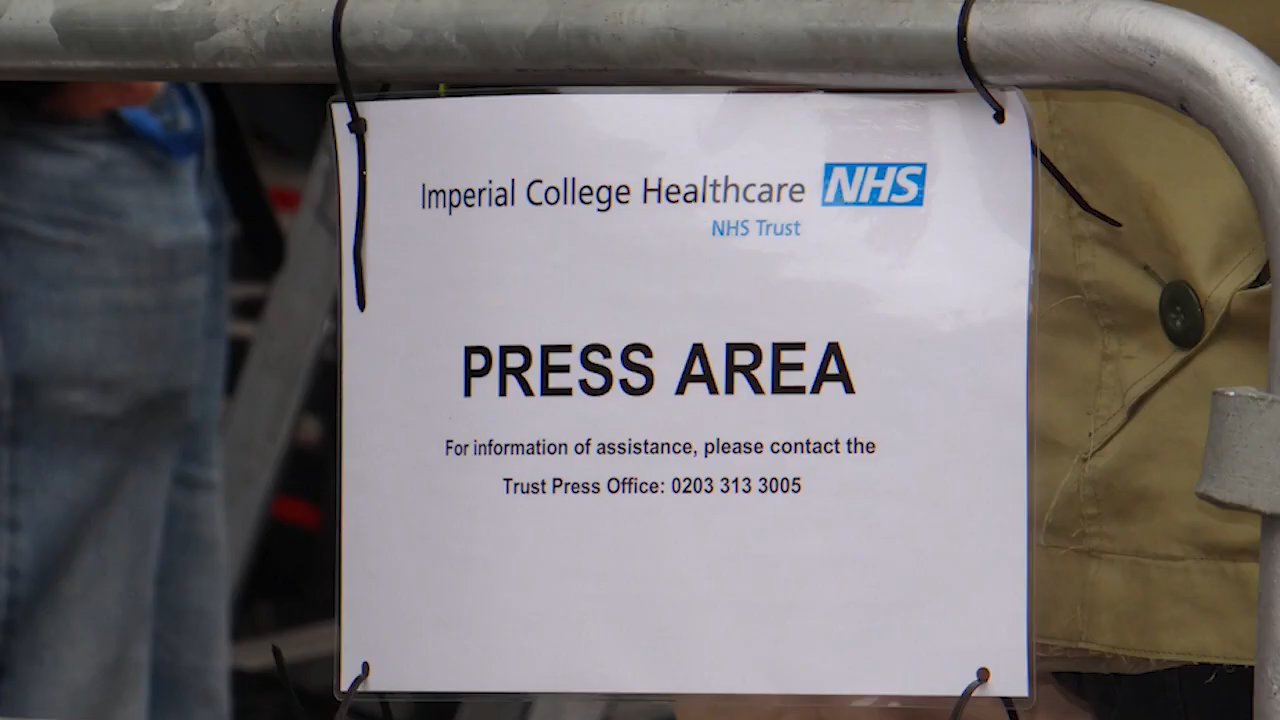 Imperial College Healthcare NHS
NHS Trust
PRESS AREA
For information of assistance, please contact the
Trust Press Office: 0203 313 3005